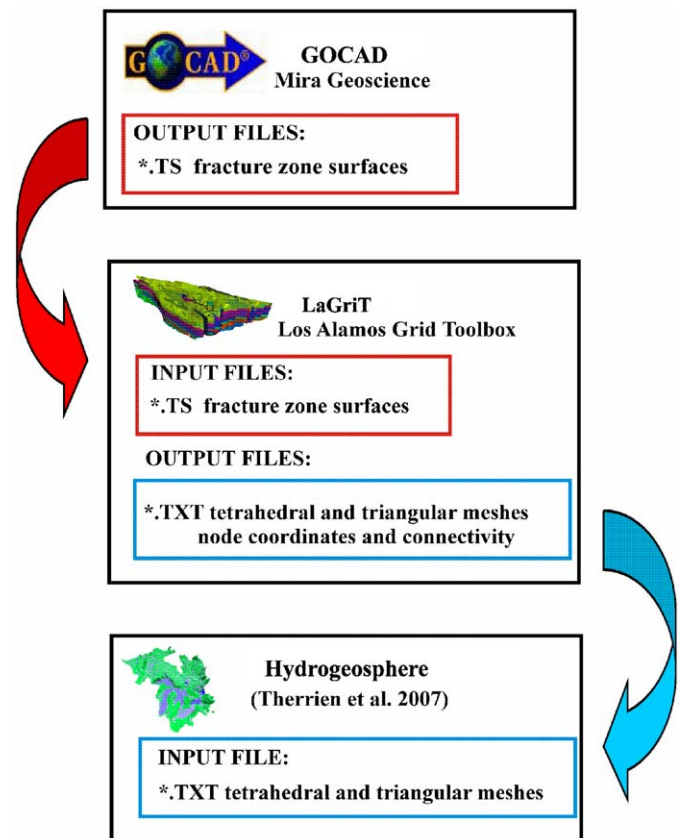 GOCAD®
GOCAD
Mira Geoscience
OUTPUT FILES:
*.TS fracture zone surfaces
LaGriT
Los Alamos Grid Toolbox
INPUT FILES:
*.TS fracture zone surfaces
OUTPUT FILES:
*.TXT tetrahedral and triangular meshes
node coordinates and connectivity
Hydrogeosphere
(Therrien et al. 2007)
INPUT FILE:
*.TXT tetrahedral and triangular meshes